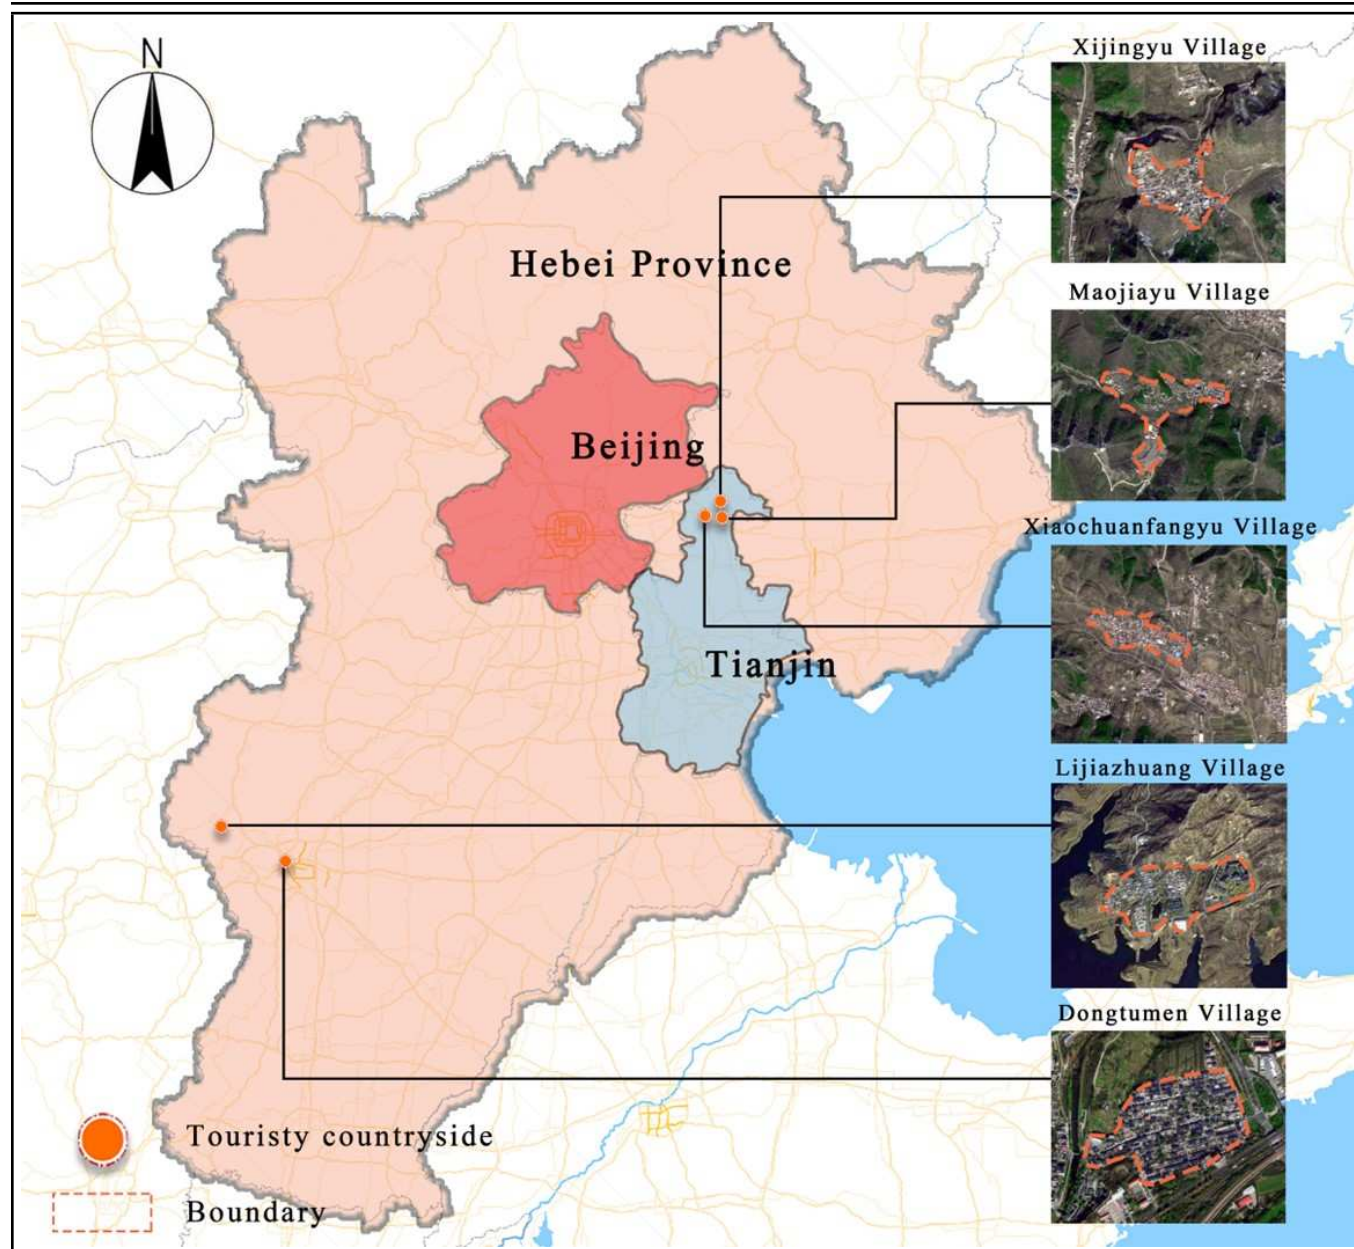 N
Xijingyu Village
Hebei Province
Maojiayu Village
Beijing
Xiaochuanfangyu Village
Tianjin
Lijiazhuang Village
Dongtumen Village
Touristy countryside
Boundary